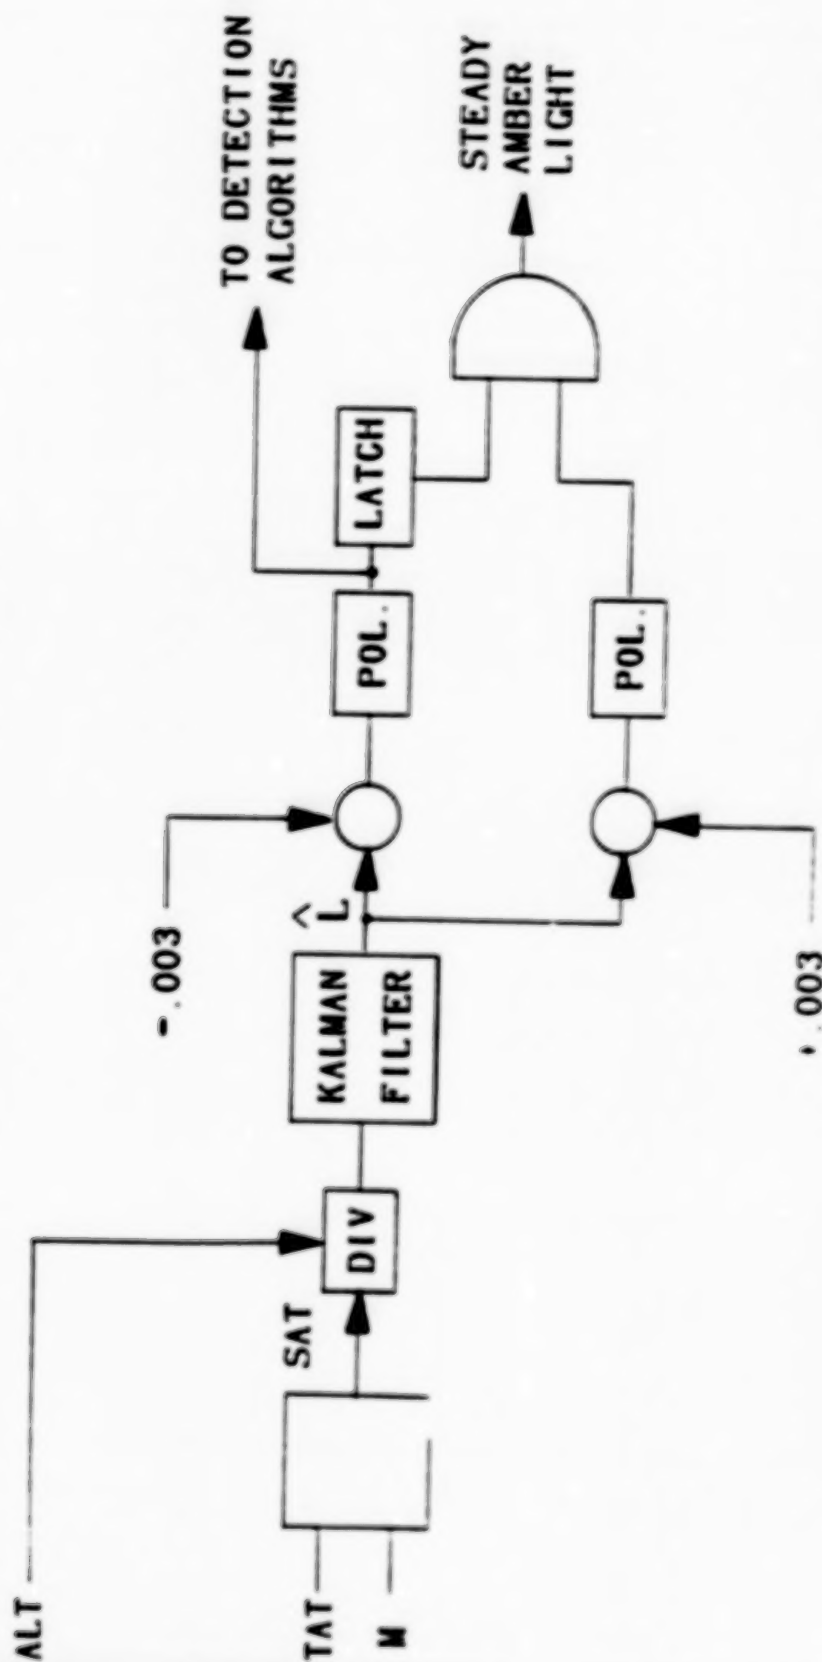 ALT
TAT
M
SAT
DIV
KALMAN
FILTER
L̂
-.003
.003
POL.
POL.
LATCH
TO DETECTION
ALGORITHMS
STEADY
AMBER
LIGHT